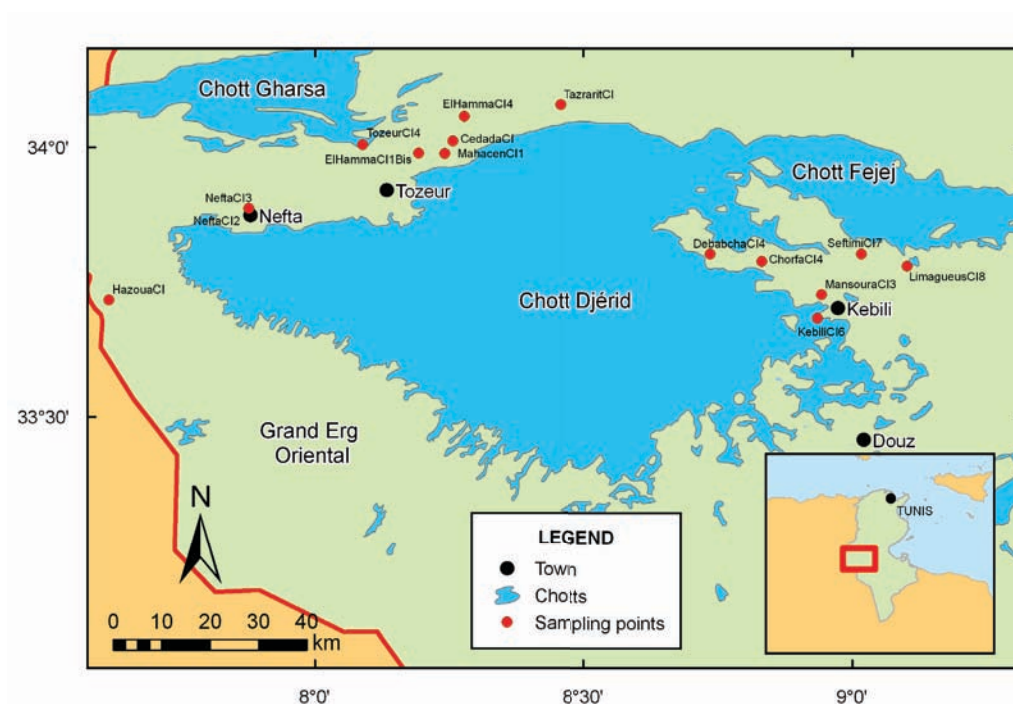 Chott Gharsa
ElHammaCI4
TazraritCI
34°0'
TozeurCI4
CedadaCI
ElHammaCI1Bis
MahacenCI1
Chott Fejej
Tozeur
NeftaCI3
NeftaCI2
Nefta
DebabchaCI4
SeftimiCI7
ChorfaCI4
LimagueusCI8
HazouaCI
Chott Djérid
MansouraCI3
Kebili
KebiliCI6
33°30'
Grand Erg
Oriental
Douz
N
TUNIS
LEGEND
Town
Chotts
Sampling points
0 10 20 30 40
km
8°0'
8°30'
9°0'